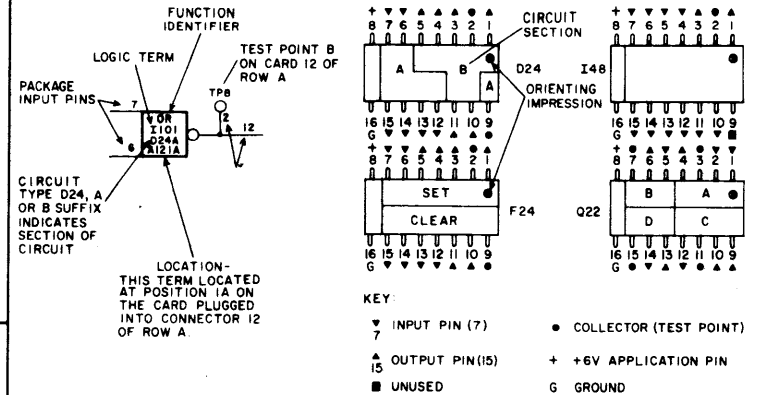 FUNCTION
IDENTIFIER
LOGIC TERM
TEST POINT B
ON CARD 12 OF
ROW A
PACKAGE
INPUT PINS
7
TPB
2
12
OR
I101
D24A
A121A
6
CIRCUIT
TYPE D24, A
OR B SUFFIX
INDICATES
SECTION OF
CIRCUIT
LOCATION-
THIS TERM LOCATED
AT POSITION 1A ON
THE CARD PLUGGED
INTO CONNECTOR 12
OF ROW A.
+
8 7 6 5 4 3 2 1
CIRCUIT
SECTION
A B A
D24
ORIENTING
IMPRESSION
16 15 14 13 12 11 10 9
G
+
8 7 6 5 4 3 2 1
I48
16 15 14 13 12 11 10 9
G
+
8 7 6 5 4 3 2 1
SET
CLEAR
F24
16 15 14 13 12 11 10 9
G
+
8 7 6 5 4 3 2 1
B A
D C
Q22
16 15 14 13 12 11 10 9
G
KEY:
7 INPUT PIN (7)
COLLECTOR (TEST POINT)
15 OUTPUT PIN (15)
+ +6V APPLICATION PIN
UNUSED
G GROUND